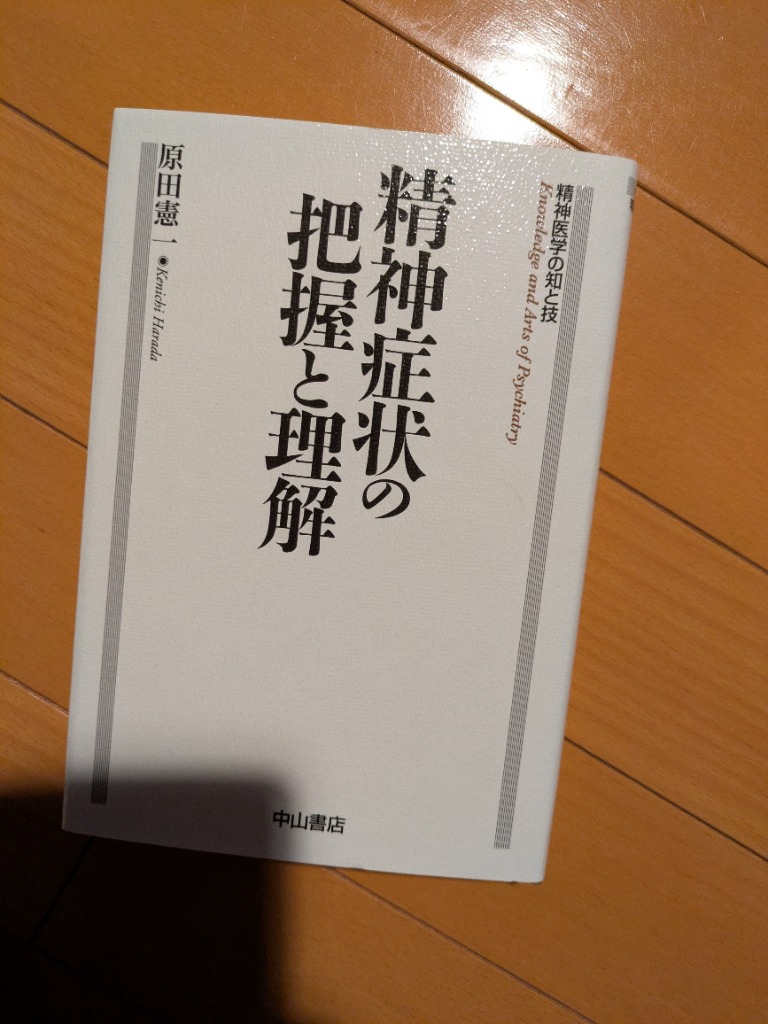 精神医学の知と技
Knowledge and Arts of Psychiatry
精神症状の
把握と理解
原田憲一◉Kenichi Harada
中山書店